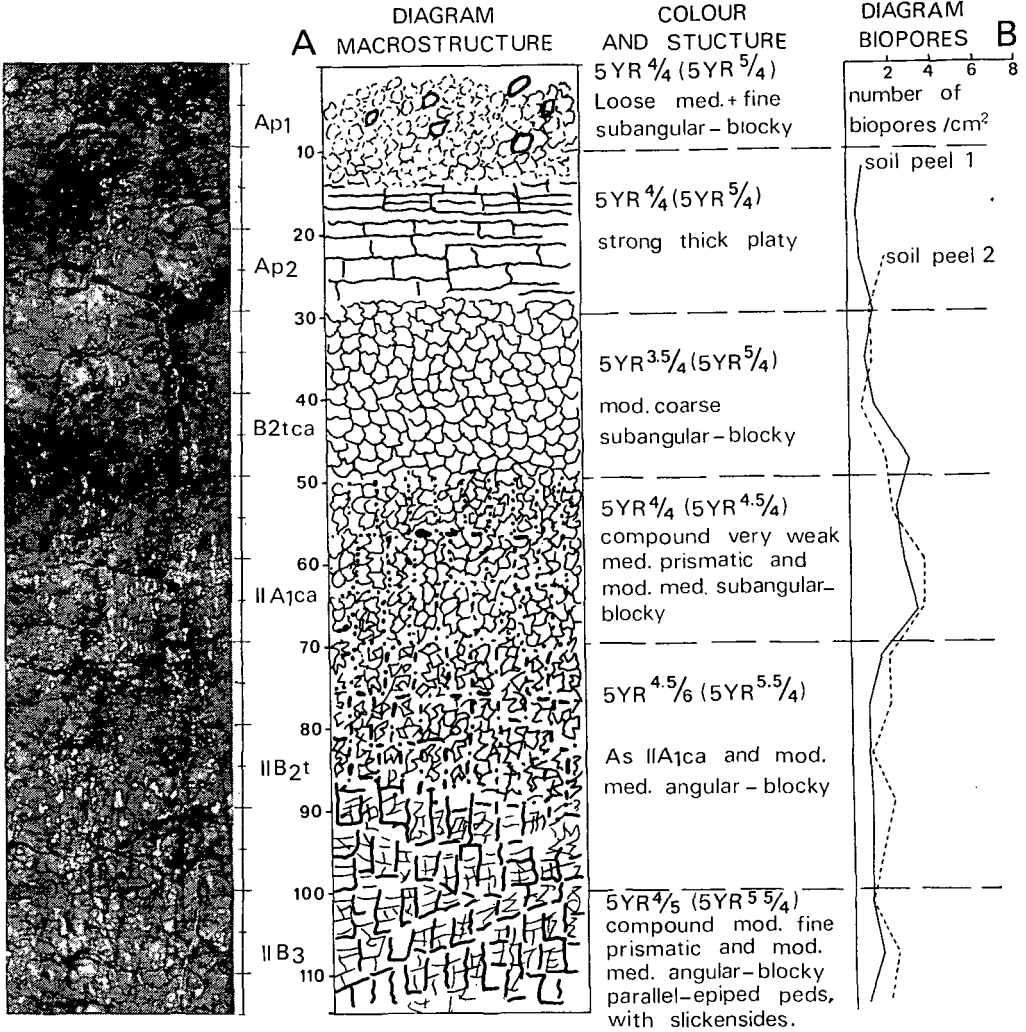 A
DIAGRAM
MACROSTRUCTURE
COLOUR
AND STUCTURE
DIAGRAM
BIOPORES
B
2 4 6 8
number of
biopores /cm²
soil peel 1
soil peel 2
Ap1
Ap2
B2tca
IIA1ca
IIB2t
IIB3
10
20
30
40
50
60
70
80
90
100
110
5YR 4/4 (5YR 5/4)
Loose med. + fine
subangular-blocky
5YR 4/4 (5YR 5/4)
strong thick platy
5YR 3.5/4 (5YR 5/4)
mod. coarse
subangular-blocky
5YR 4/4 (5YR 4.5/4)
compound very weak
med. prismatic and
mod. med. subangular-
blocky
5YR 4.5/6 (5YR 5.5/4)
As IIA1ca and mod.
med. angular-blocky
5YR 4/5 (5YR 5 5/4)
compound mod. fine
prismatic and mod.
med. angular-blocky
parallel-epiped peds,
with slickensides.